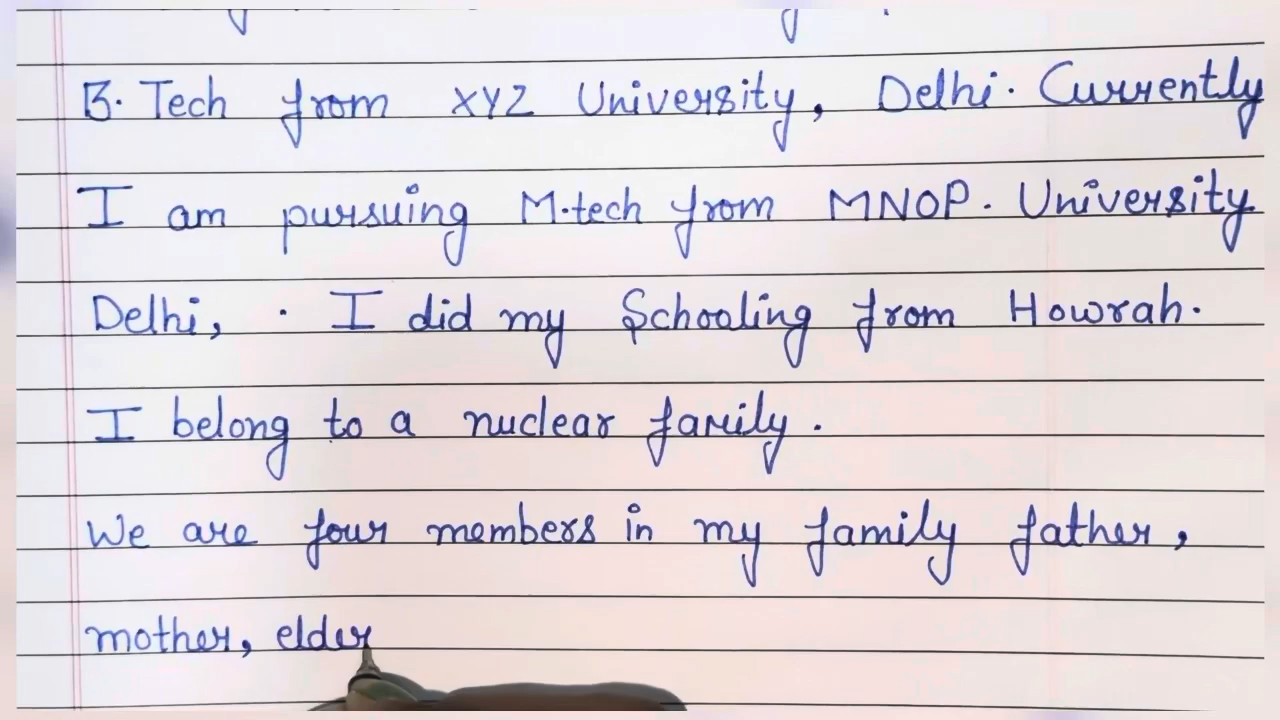 B. Tech from XYZ University, Delhi. Currently
I am pursuing M.tech from MNOP. University
Delhi, . I did my Schooling from Howrah.
I belong to a nuclear family.
We are four members in my family father,
mother, elder